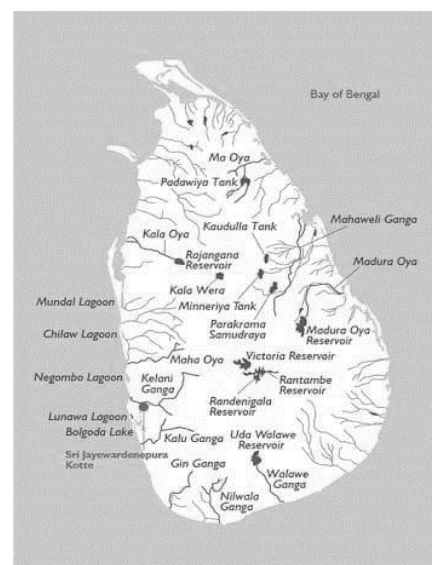 Bay of Bengal
Ma Oya
Padawiya Tank
Kaudulla Tank
Mahaweli Ganga
Kala Oya
Rajangana
Reservoir
Madura Oya
Kala Wera
Minneriya Tank
Mundal Lagoon
Parakrama
Samudraya
Chilaw Lagoon
Madura Oya
Reservoir
Maha Oya
Victoria Reservoir
Negombo Lagoon
Kelani
Ganga
Rantambe
Reservoir
Randenigala
Reservoir
Lunawa Lagoon
Bolgoda Lake
Kalu Ganga
Uda Walawe
Reservoir
Sri Jayewardenepura
Kotte
Gin Ganga
Walawe
Ganga
Nilwala
Ganga